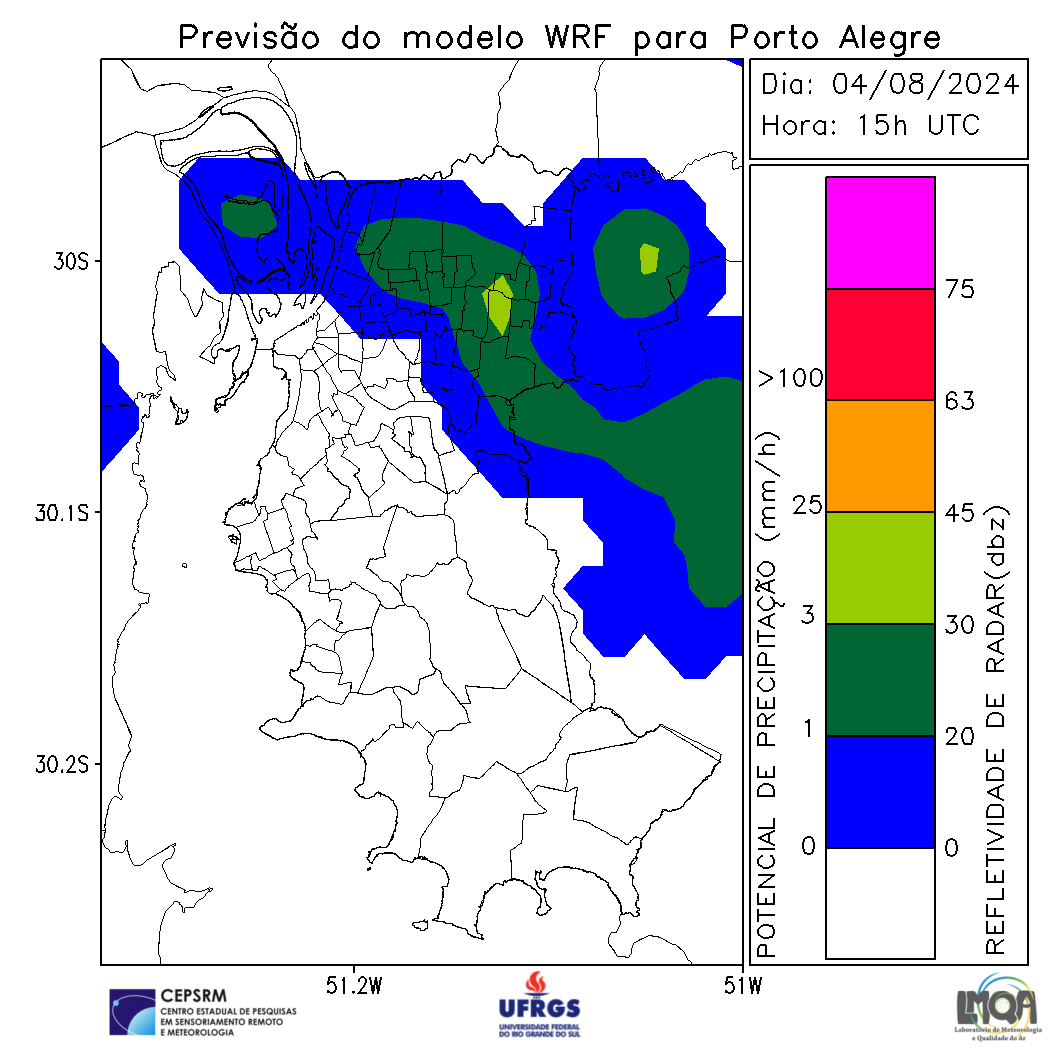 Previsão do modelo WRF para Porto Alegre
Dia: 04/08/2024
Hora: 15h UTC
30S
30.1S
30.2S
51.2W
51W
>100
25
3
1
0
75
63
45
30
20
0
POTENCIAL DE PRECIPITAÇÃO (mm/h)
REFLETIVIDADE DE RADAR(dbz)
CEPSRM
CENTRO ESTADUAL DE PESQUISAS
EM SENSORIAMENTO REMOTO
E METEOROLOGIA
UFRGS
UNIVERSIDADE FEDERAL
DO RIO GRANDE DO SUL
LMQA
Laboratório de Meteorologia
e Qualidade do Ar